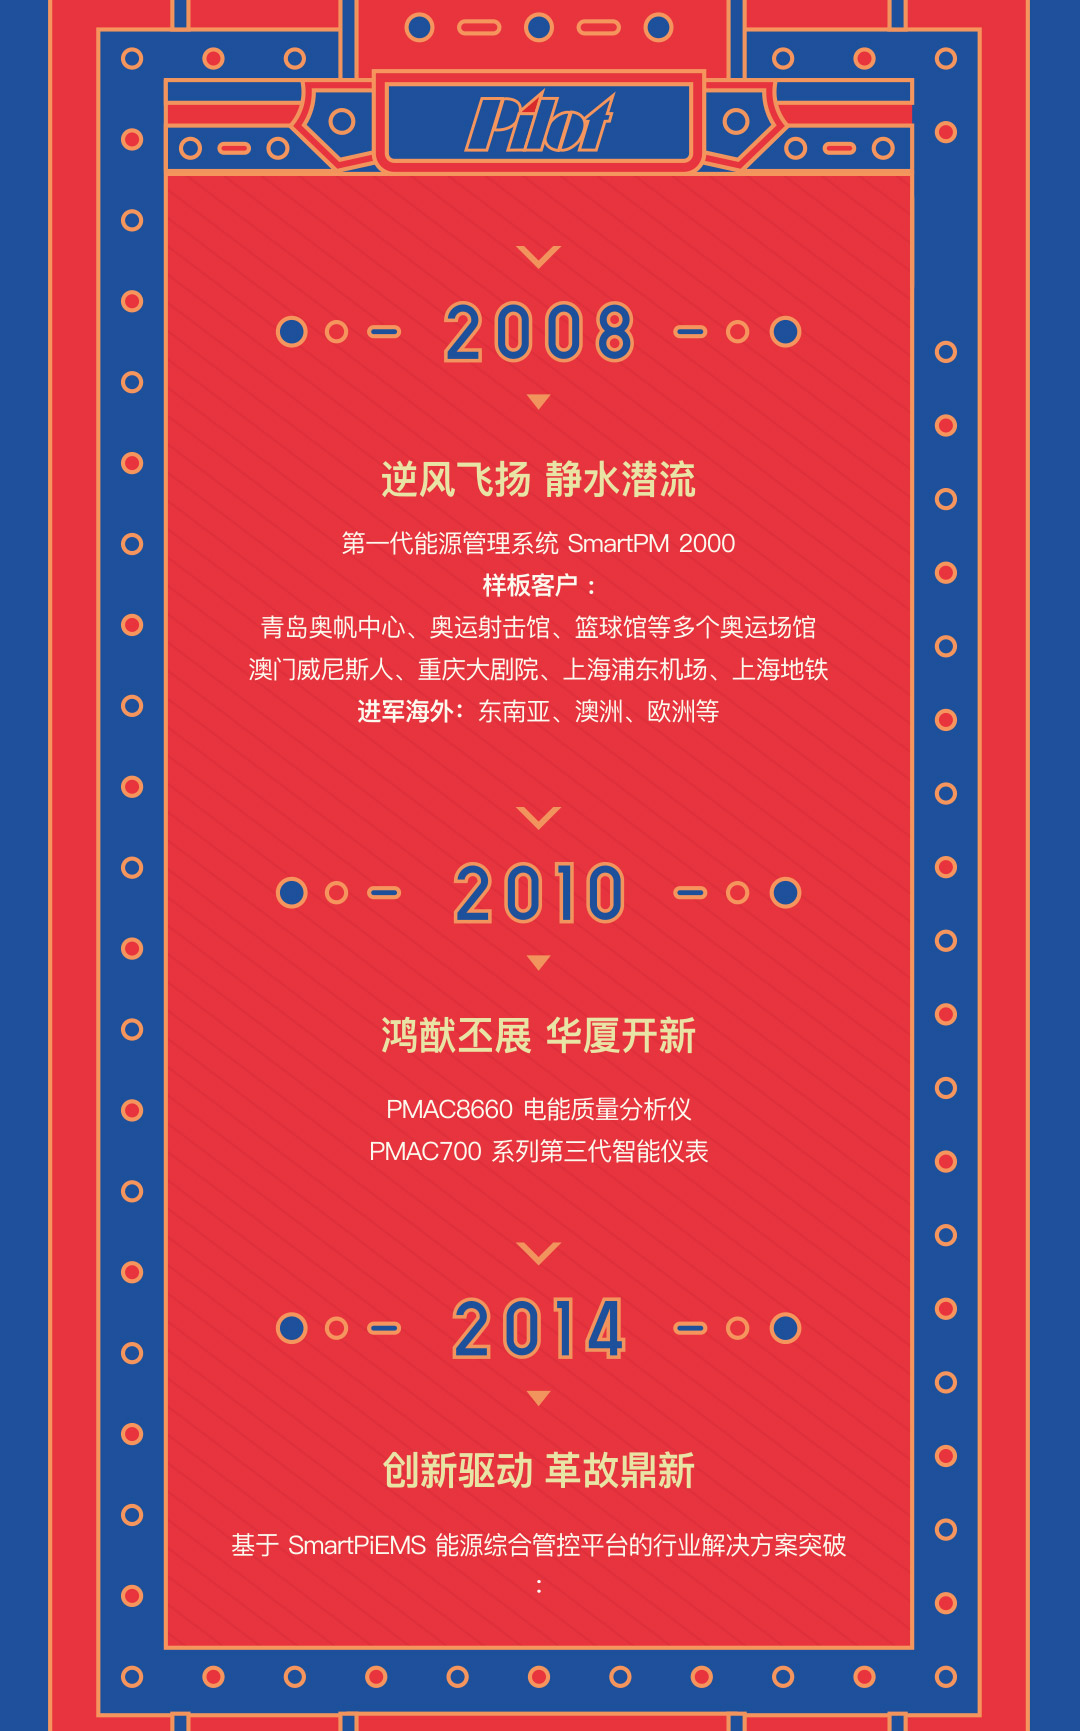 Pilot
2008
逆风飞扬 静水潜流
第一代能源管理系统 SmartPM 2000
样板客户：
青岛奥帆中心、奥运射击馆、篮球馆等多个奥运场馆
澳门威尼斯人、重庆大剧院、上海浦东机场、上海地铁
进军海外：东南亚、澳洲、欧洲等
2010
鸿猷丕展 华厦开新
PMAC8660 电能质量分析仪
PMAC700 系列第三代智能仪表
2014
创新驱动 革故鼎新
基于 SmartPiEMS 能源综合管控平台的行业解决方案突破
：